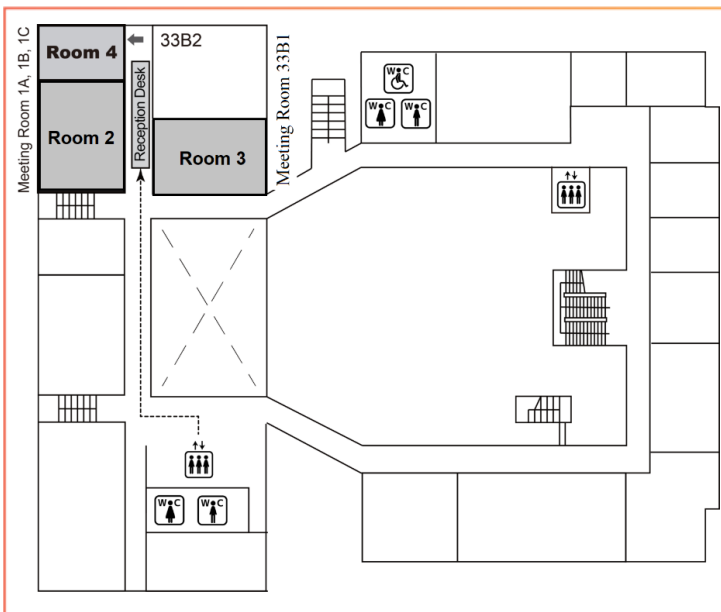 Meeting Room 1A, 1B, 1C
Room 4
33B2
Reception Desk
Room 2
Room 3
Meeting Room 33B1
W C
W C
W C
W C
W C